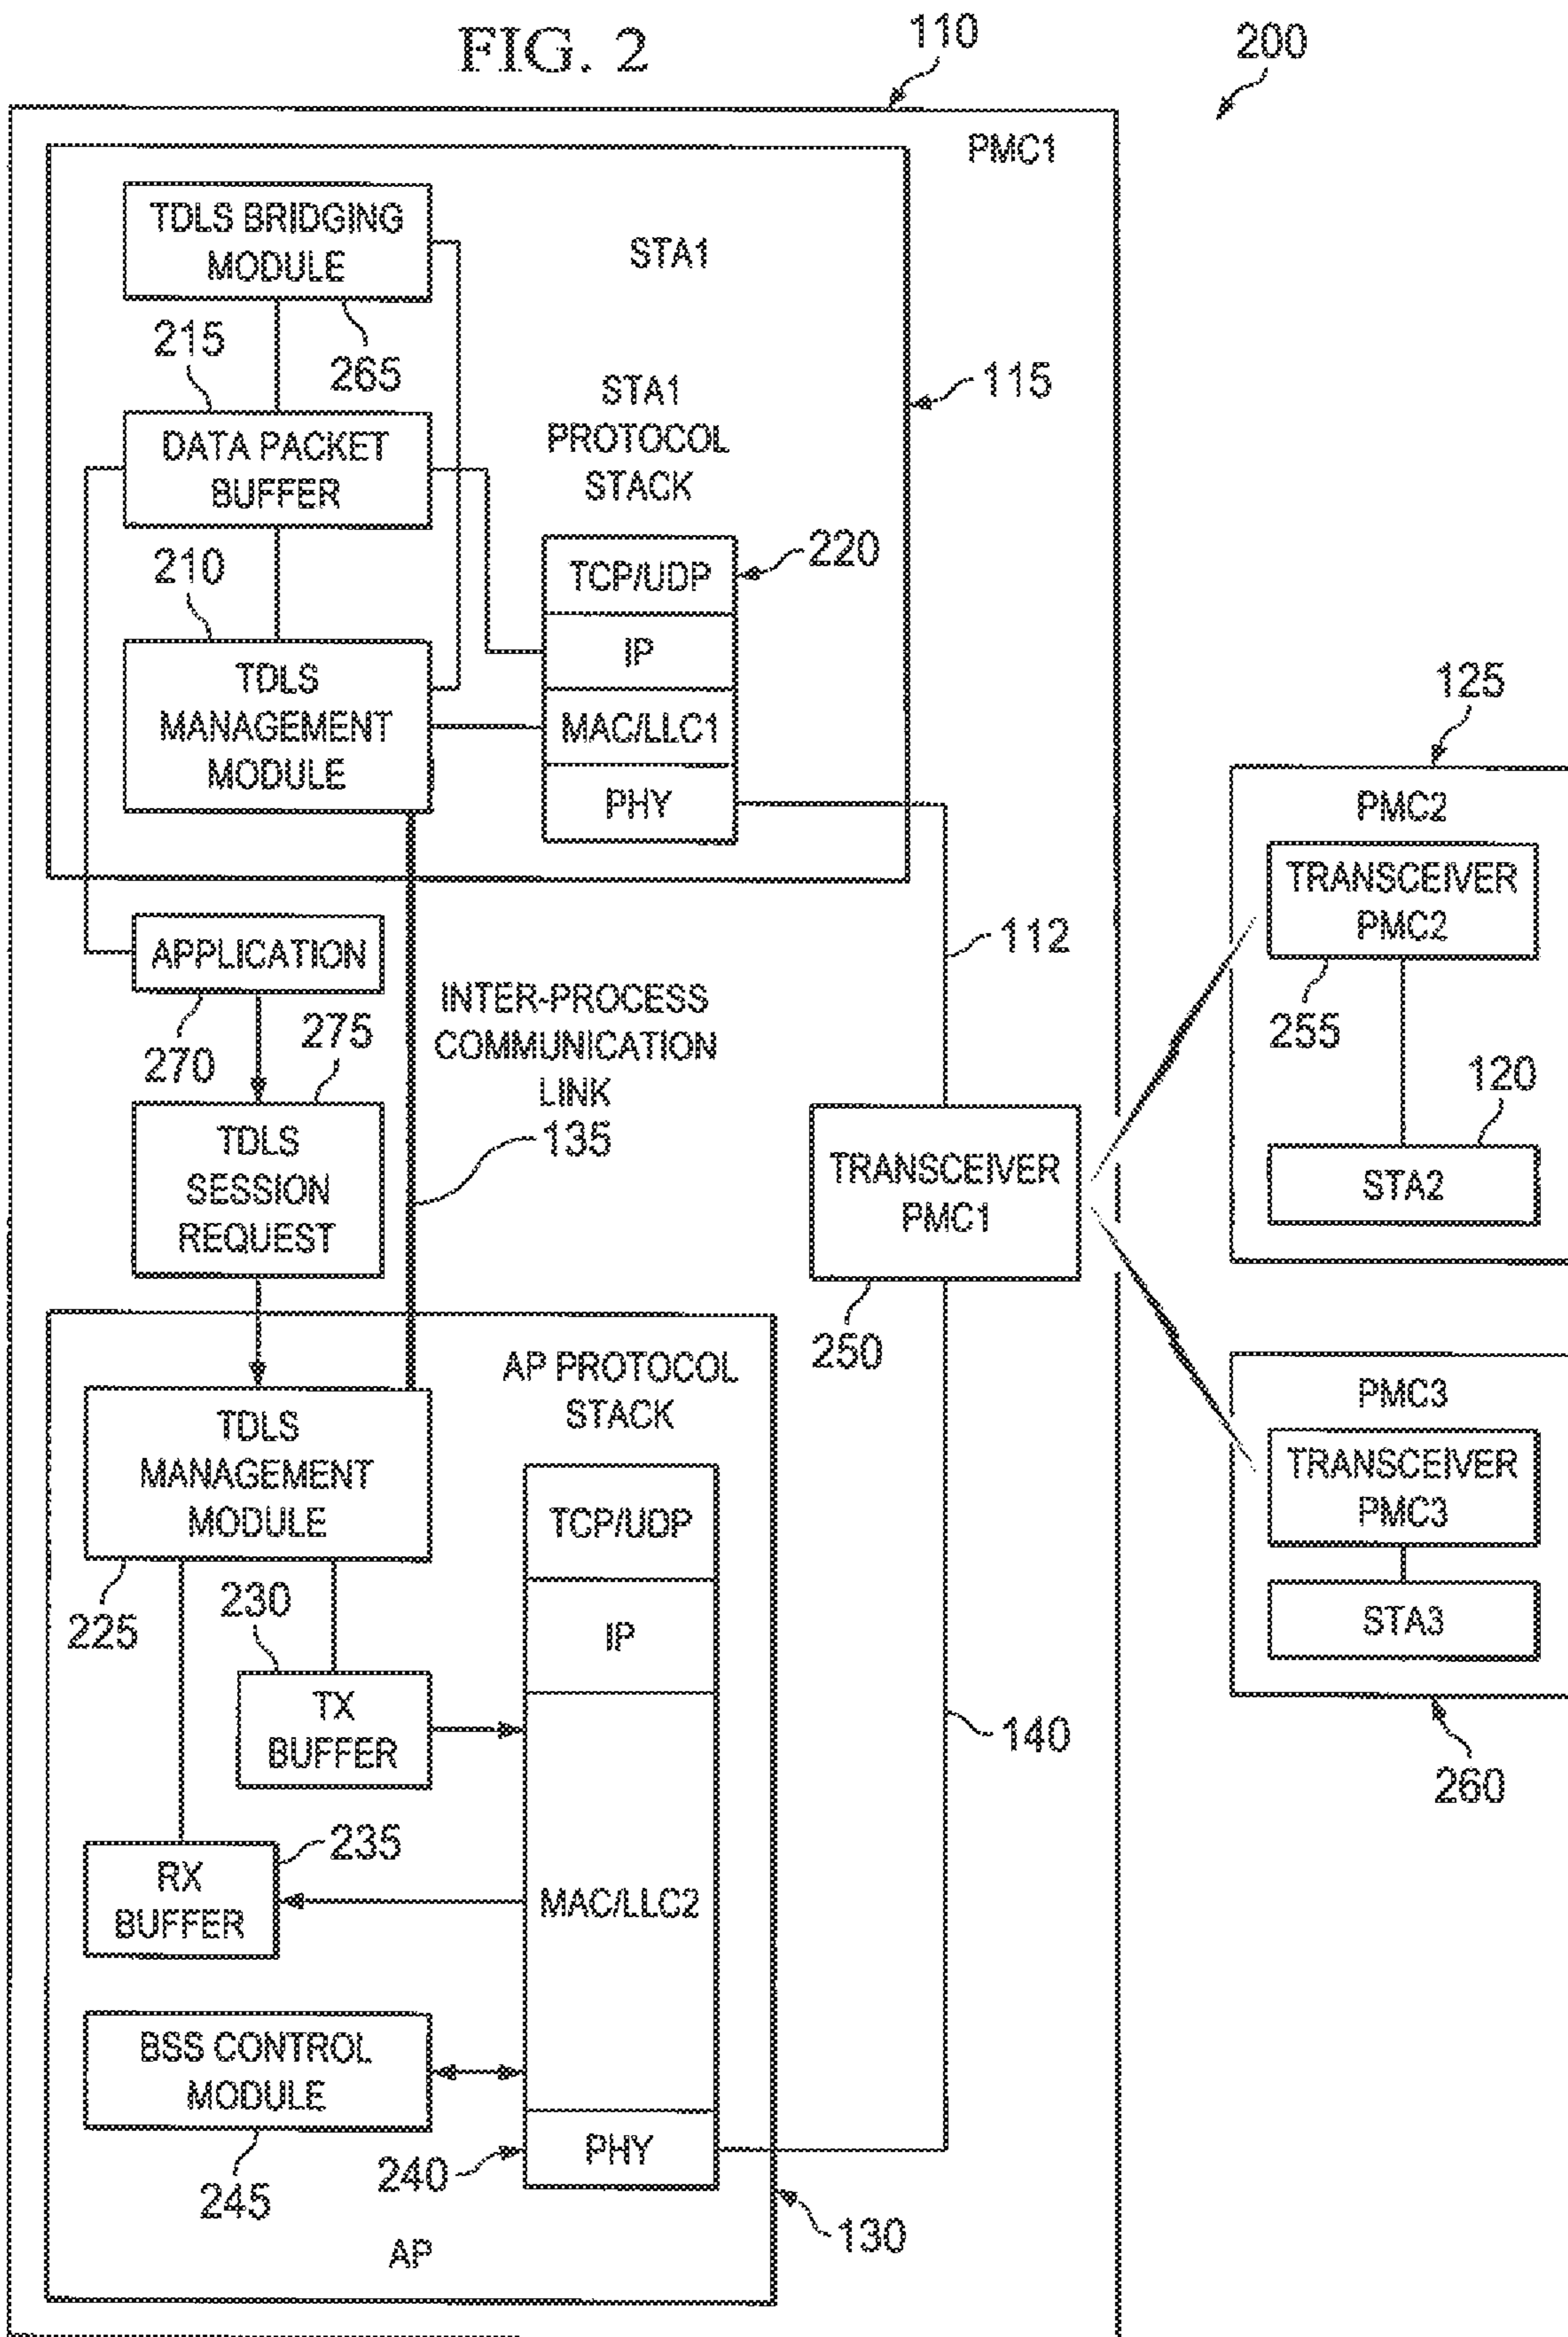 FIG. 2
110
200
PMC1
TDLS BRIDGING
MODULE
STA1
215
265
STA1
PROTOCOL
STACK
115
DATA PACKET
BUFFER
210
TCP/UDP
220
IP
TDLS
MANAGEMENT
MODULE
MAC/LLC1
PHY
125
PMC2
TRANSCEIVER
PMC2
255
120
STA2
APPLICATION
270
275
112
INTER-PROCESS
COMMUNICATION
LINK
135
TDLS
SESSION
REQUEST
TRANSCEIVER
PMC1
250
AP PROTOCOL
STACK
TDLS
MANAGEMENT
MODULE
225
230
TCP/UDP
IP
TX
BUFFER
140
PMC3
TRANSCEIVER
PMC3
STA3
260
235
RX
BUFFER
MAC/LLC2
BSS CONTROL
MODULE
245
240
PHY
130
AP